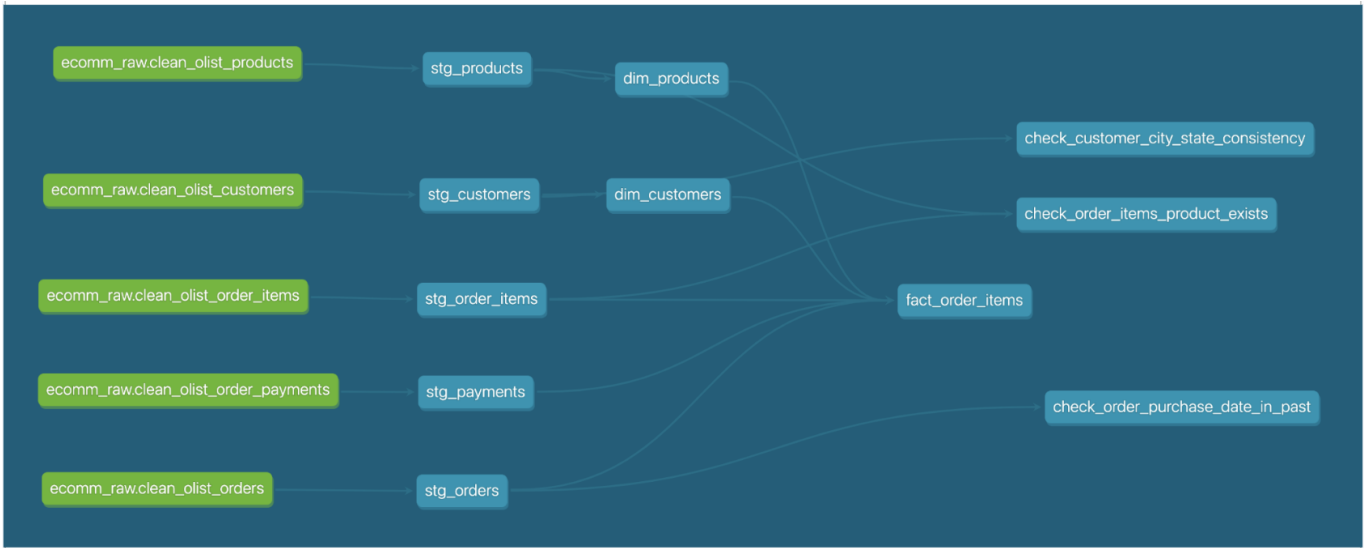 ecomm_raw.clean_olist_products
stg_products
dim_products
check_customer_city_state_consistency
ecomm_raw.clean_olist_customers
stg_customers
dim_customers
check_order_items_product_exists
ecomm_raw.clean_olist_order_items
stg_order_items
fact_order_items
ecomm_raw.clean_olist_order_payments
stg_payments
check_order_purchase_date_in_past
ecomm_raw.clean_olist_orders
stg_orders